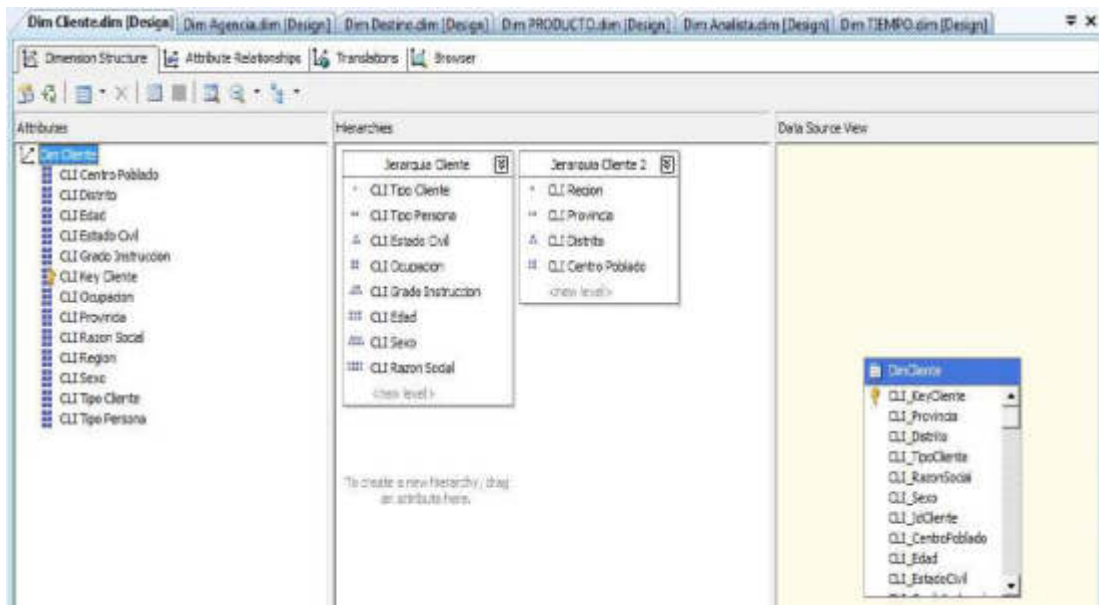 Dim Cliente.dim [Design] Dim Agencia.dim [Design] Dim Destino.dim [Design] Dim PRODUCTO.dim [Design] Dim Analista.dim [Design] Dim TIEMPO.dim [Design]
Dimension Structure Attribute Relationships Translations Browser
Attributes
Dim Cliente
CLI Centro Poblado
CLI Distrito
CLI Edad
CLI Estado Civil
CLI Grado Instruccion
CLI Key Cliente
CLI Ocupacion
CLI Provincia
CLI Razon Social
CLI Region
CLI Sexo
CLI Tipo Cliente
CLI Tipo Persona
Hierarchies
Jerarquia Cliente
CLI Tipo Cliente
CLI Tipo Persona
CLI Estado Civil
CLI Ocupacion
CLI Grado Instruccion
CLI Edad
CLI Sexo
CLI Razon Social
<new level>
Jerarquia Cliente 2
CLI Region
CLI Provincia
CLI Distrito
CLI Centro Poblado
<new level>
To create a new hierarchy, drag
an attribute here.
Data Source View
DimCliente
CLI_KeyCliente
CLI_Provincia
CLI_Distrito
CLI_TipoCliente
CLI_RazonSocial
CLI_Sexo
CLI_IdCliente
CLI_CentroPoblado
CLI_Edad
CLI_EstadoCivil